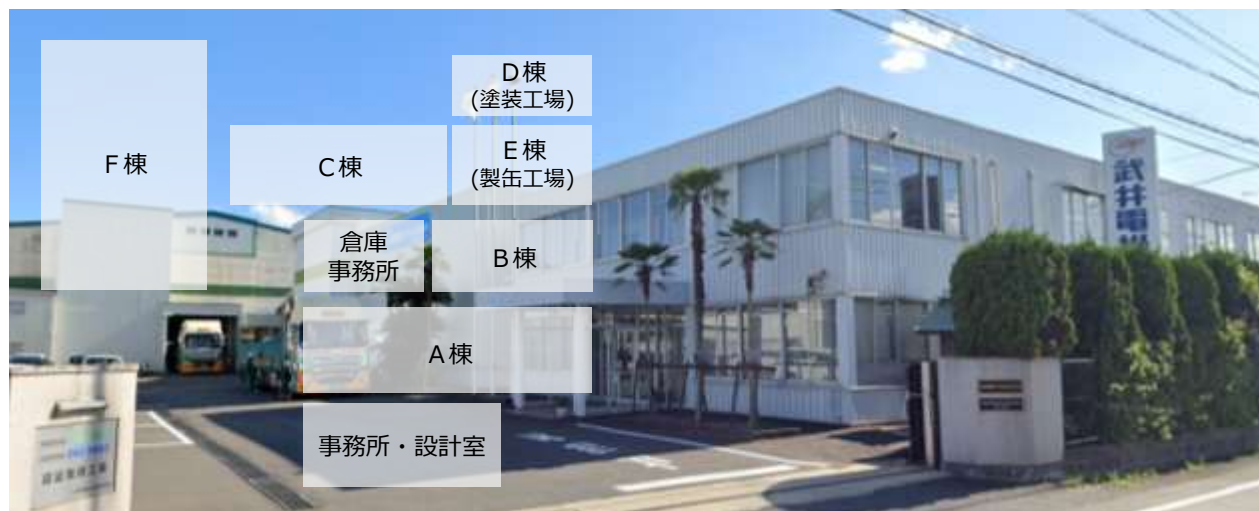 D棟
(塗装工場)
F棟
C棟
E棟
(製缶工場)
倉庫
事務所
B棟
A棟
事務所・設計室
武井電機